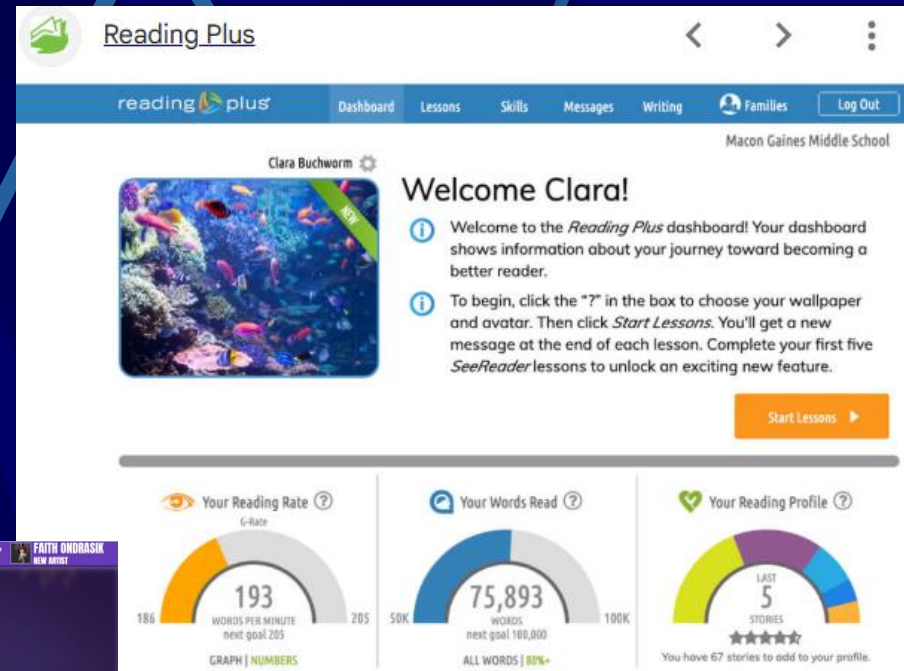 Reading Plus
reading plus
Dashboard
Lessons
Skills
Messages
Writing
Families
Log Out
Macon Gaines Middle School
Clara Buchworm
NEW
Welcome Clara!
Welcome to the Reading Plus dashboard! Your dashboard
shows information about your journey toward becoming a
better reader.
To begin, click the “?” in the box to choose your wallpaper
and avatar. Then click Start Lessons. You'll get a new
message at the end of each lesson. Complete your first five
SeeReader lessons to unlock an exciting new feature.
Start Lessons
Your Reading Rate ?
G-Rate
193
186
WORDS PER MINUTE
205
next goal 205
GRAPH | NUMBERS
Your Words Read ?
75,893
50K
WORDS
100K
next goal 100,000
ALL WORDS | 80%+
Your Reading Profile ?
LAST
5
STORIES
You have 67 stories to add to your profile.
FAITH ONDRASIK
NEW ARTIST